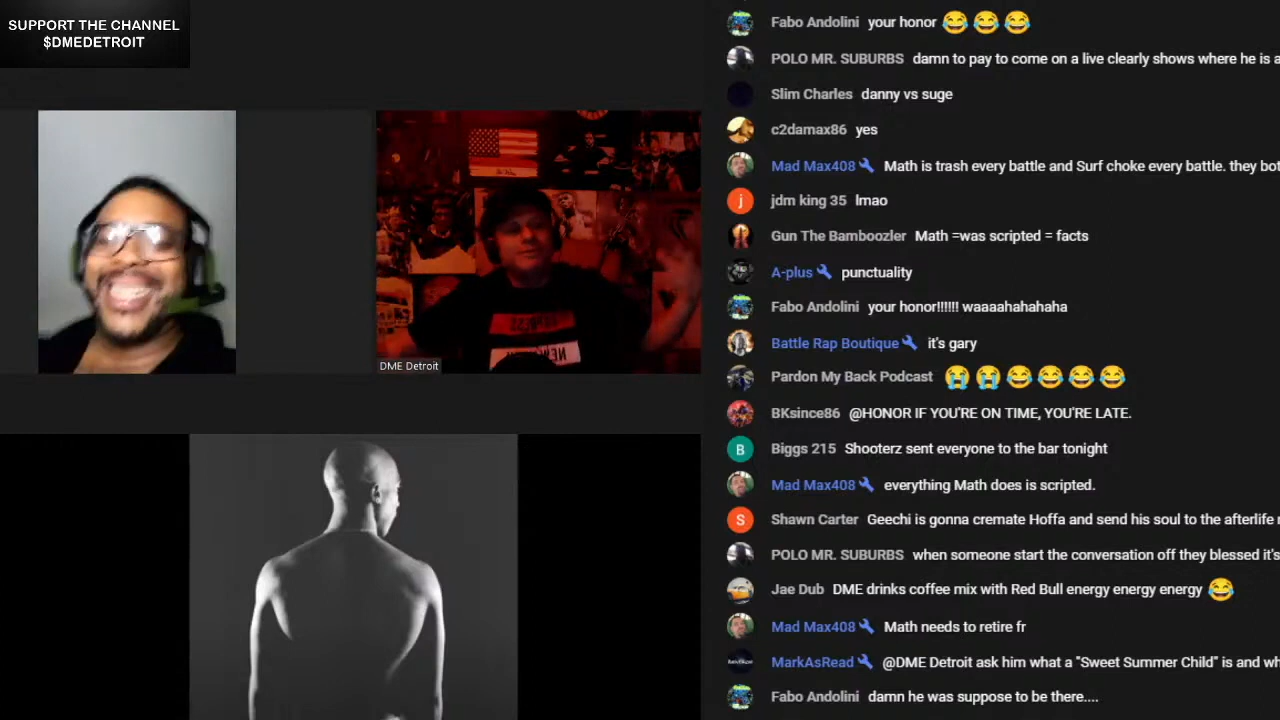 SUPPORT THE CHANNEL
$DMEDETROIT
DME Detroit
Fabo Andolini your honor 😂😂😂
POLO MR. SUBURBS damn to pay to come on a live clearly shows where he is a
Slim Charles danny vs suge
c2damax86 yes
Mad Max408 Math is trash every battle and Surf choke every battle. they bot
j
jdm king 35 lmao
Gun The Bamboozler Math =was scripted = facts
A-plus punctuality
Fabo Andolini your honor!!!!!! waaaahahahaha
Battle Rap Boutique it's gary
Pardon My Back Podcast 😭😭😂😂😂😂
BKsince86 @HONOR IF YOU'RE ON TIME, YOU'RE LATE.
B
Biggs 215 Shooterz sent everyone to the bar tonight
Mad Max408 everything Math does is scripted.
S
Shawn Carter Geechi is gonna cremate Hoffa and send his soul to the afterlife
POLO MR. SUBURBS when someone start the conversation off they blessed it's
Jae Dub DME drinks coffee mix with Red Bull energy energy energy 😂
Mad Max408 Math needs to retire fr
MarkAsRead @DME Detroit ask him what a "Sweet Summer Child" is and wh
Fabo Andolini damn he was suppose to be there....